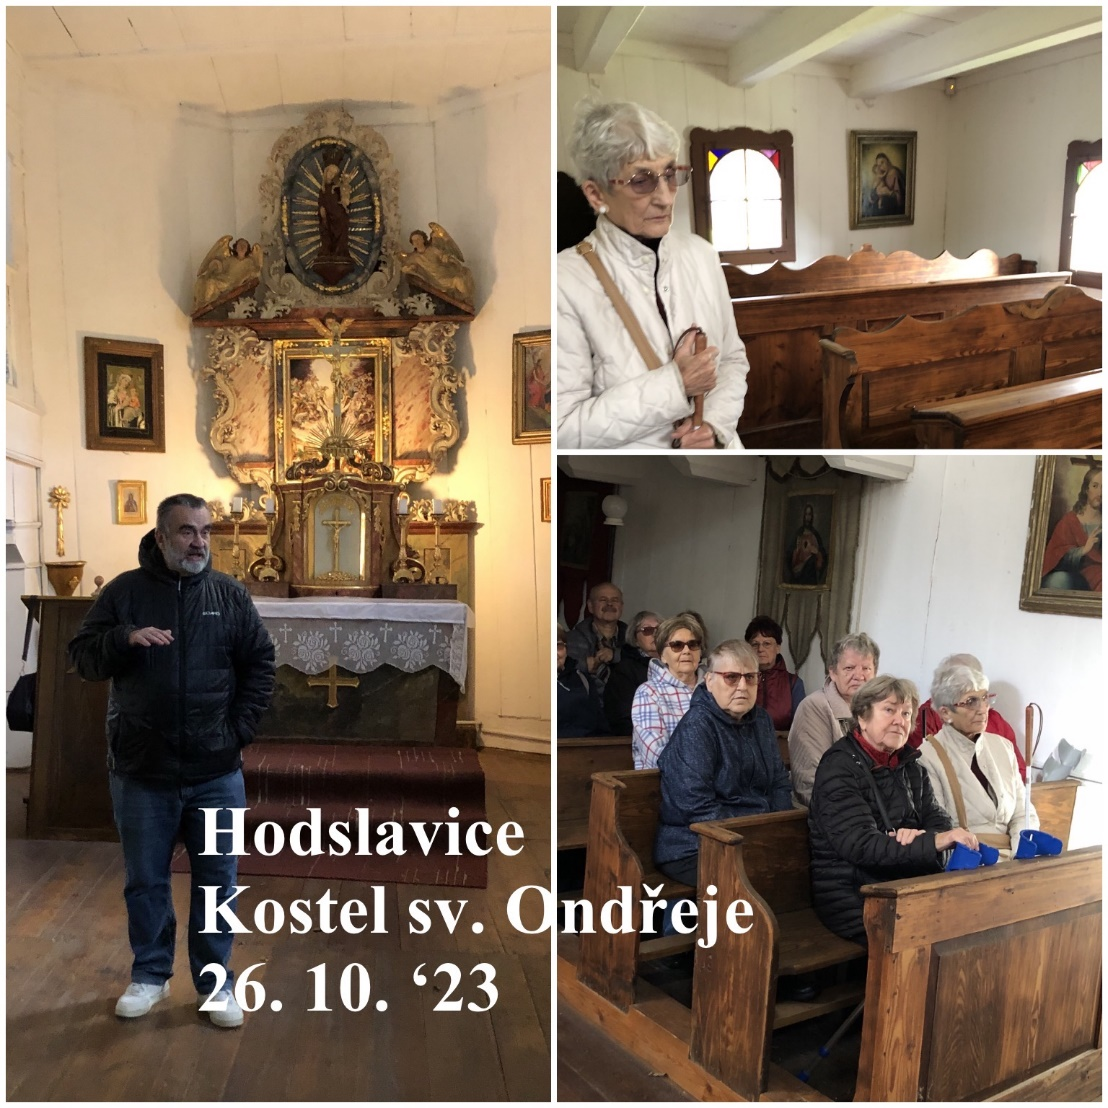 Hodslavice
Kostel sv. Ondřeje
26. 10. ‘23